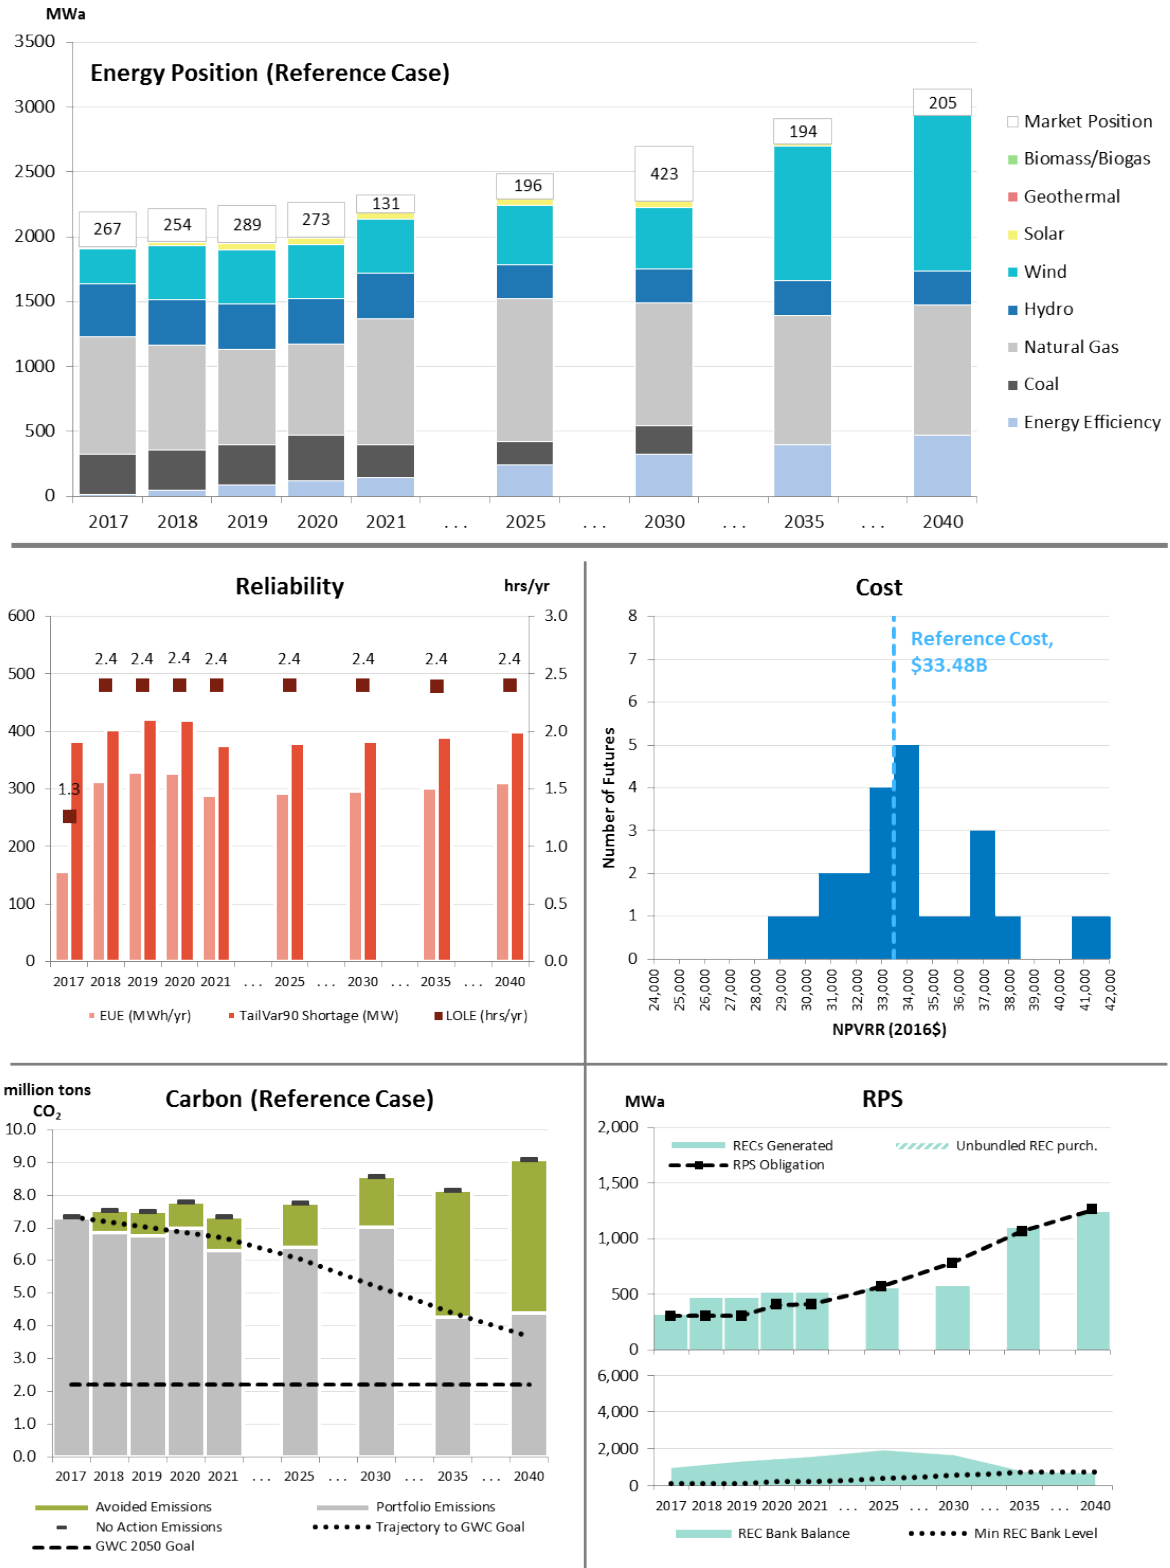 MWa
3500
3000
2500
2000
1500
1000
500
0
Energy Position (Reference Case)
267
254
289
273
131
196
423
194
205
2017 2018 2019 2020 2021 ... 2025 ... 2030 ... 2035 ... 2040
Market Position
Biomass/Biogas
Geothermal
Solar
Wind
Hydro
Natural Gas
Coal
Energy Efficiency
Reliability
hrs/yr
600
500
400
300
200
100
0
3.0
2.5
2.0
1.5
1.0
0.5
0.0
1.3
2.4
2.4
2.4
2.4
2.4
2.4
2.4
2.4
2017 2018 2019 2020 2021 ... 2025 ... 2030 ... 2035 ... 2040
EUE (MWh/yr) TailVar90 Shortage (MW) LOLE (hrs/yr)
Cost
Number of Futures
8
7
6
5
4
3
2
1
0
Reference Cost,
$33.48B
24,000
25,000
26,000
27,000
28,000
29,000
30,000
31,000
32,000
33,000
34,000
35,000
36,000
37,000
38,000
39,000
40,000
41,000
42,000
NPVRR (2016$)
million tons
CO₂
Carbon (Reference Case)
10.0
9.0
8.0
7.0
6.0
5.0
4.0
3.0
2.0
1.0
0.0
2017 2018 2019 2020 2021 ... 2025 ... 2030 ... 2035 ... 2040
Avoided Emissions Portfolio Emissions
No Action Emissions Trajectory to GWC Goal
GWC 2050 Goal
MWa
RPS
2,000
1,500
1,000
500
0
RECs Generated Unbundled REC purch.
RPS Obligation
6,000
4,000
2,000
0
2017 2018 2019 2020 2021 ... 2025 ... 2030 ... 2035 ... 2040
REC Bank Balance Min REC Bank Level